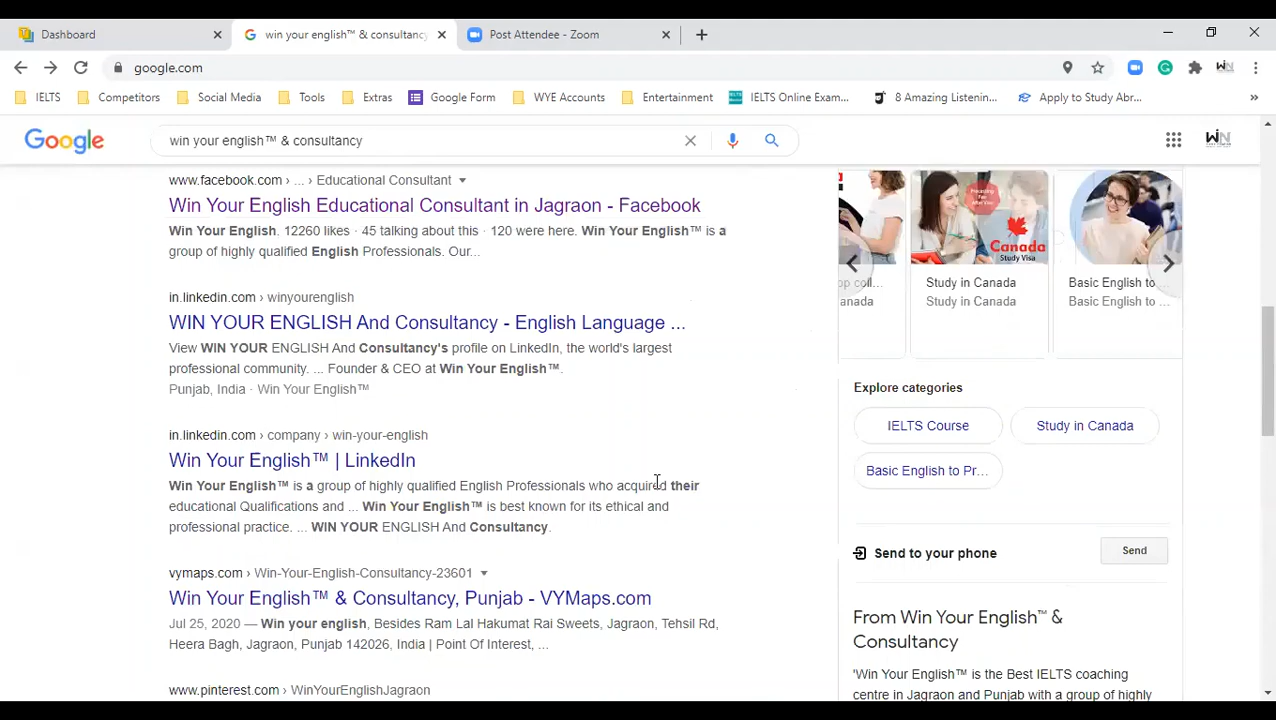 Dashboard
win your english™ & consultancy
Post Attendee - Zoom
google.com
IELTS
Competitors
Social Media
Tools
Extras
Google Form
WYE Accounts
Entertainment
IELTS Online Exam...
8 Amazing Listenin...
Apply to Study Abr...
Google
win your english™ & consultancy
WIN
www.facebook.com › ... › Educational Consultant
Win Your English Educational Consultant in Jagraon - Facebook
Win Your English. 12260 likes · 45 talking about this · 120 were here. Win Your English™ is a
group of highly qualified English Professionals. Our...
in.linkedin.com › winyourenglish
WIN YOUR ENGLISH And Consultancy - English Language ...
View WIN YOUR ENGLISH And Consultancy's profile on LinkedIn, the world's largest
professional community. ... Founder & CEO at Win Your English™.
Punjab, India · Win Your English™
in.linkedin.com › company › win-your-english
Win Your English™ | LinkedIn
Win Your English™ is a group of highly qualified English Professionals who acquired their
educational Qualifications and ... Win Your English™ is best known for its ethical and
professional practice. ... WIN YOUR ENGLISH And Consultancy.
vymaps.com › Win-Your-English-Consultancy-23601
Win Your English™ & Consultancy, Punjab - VYMaps.com
Jul 25, 2020 — Win your english, Besides Ram Lal Hakumat Rai Sweets, Jagraon, Tehsil Rd,
Heera Bagh, Jagraon, Punjab 142026, India | Point Of Interest, ...
www.pinterest.com › WinYourEnglishJagraon
Canada
Study Visa
op coll...
anada
Study in Canada
Study in Canada
Basic English to ...
Basic English to ...
Explore categories
IELTS Course
Study in Canada
Basic English to Pr...
Send to your phone
Send
From Win Your English™ &
Consultancy
'Win Your English™ is the Best IELTS coaching
centre in Jagraon and Punjab with a group of highly